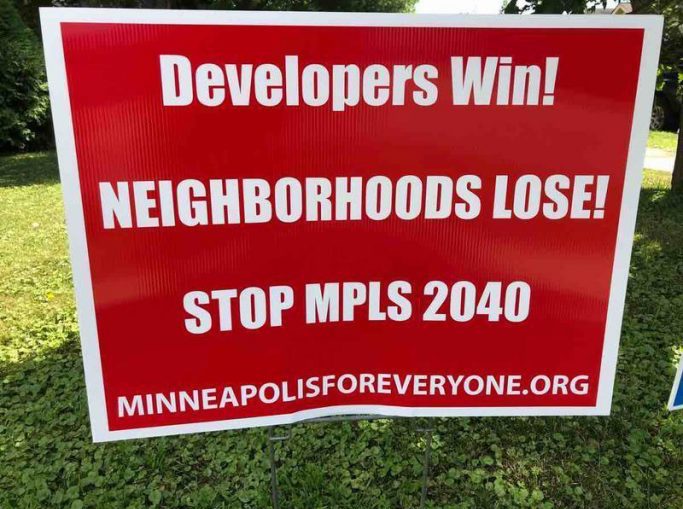 Developers Win!
NEIGHBORHOODS LOSE!
STOP MPLS 2040
MINNEAPOLISFOREVERYONE.ORG